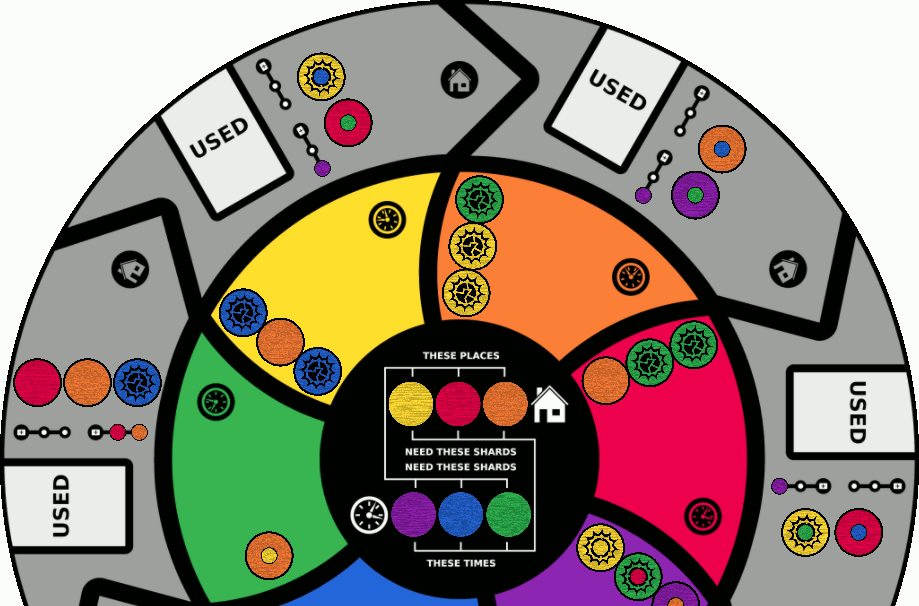 USED
USED
THESE PLACES
USED
NEED THESE SHARDS
NEED THESE SHARDS
USED
THESE TIMES